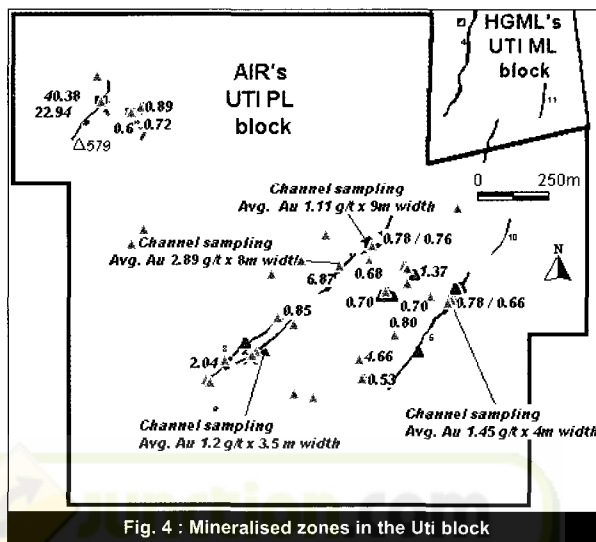 HGML's
UTI ML
block
4
11
AIR's
UTI PL
block
40.38
22.94
0.89
0.6
0.72
579
0 250m
Channel sampling
Avg. Au 1.11 g/t x 9m width
10
N
Channel sampling
Avg. Au 2.89 g/t x 8m width
0.78 / 0.76
6.87
0.68
1.37
0.70
0.70
0.78 / 0.66
0.85
0.80
2.04
4.66
0.53
Channel sampling
Avg. Au 1.2 g/t x 3.5 m width
Channel sampling
Avg. Au 1.45 g/t x 4m width
Fig. 4 : Mineralised zones in the Uti block